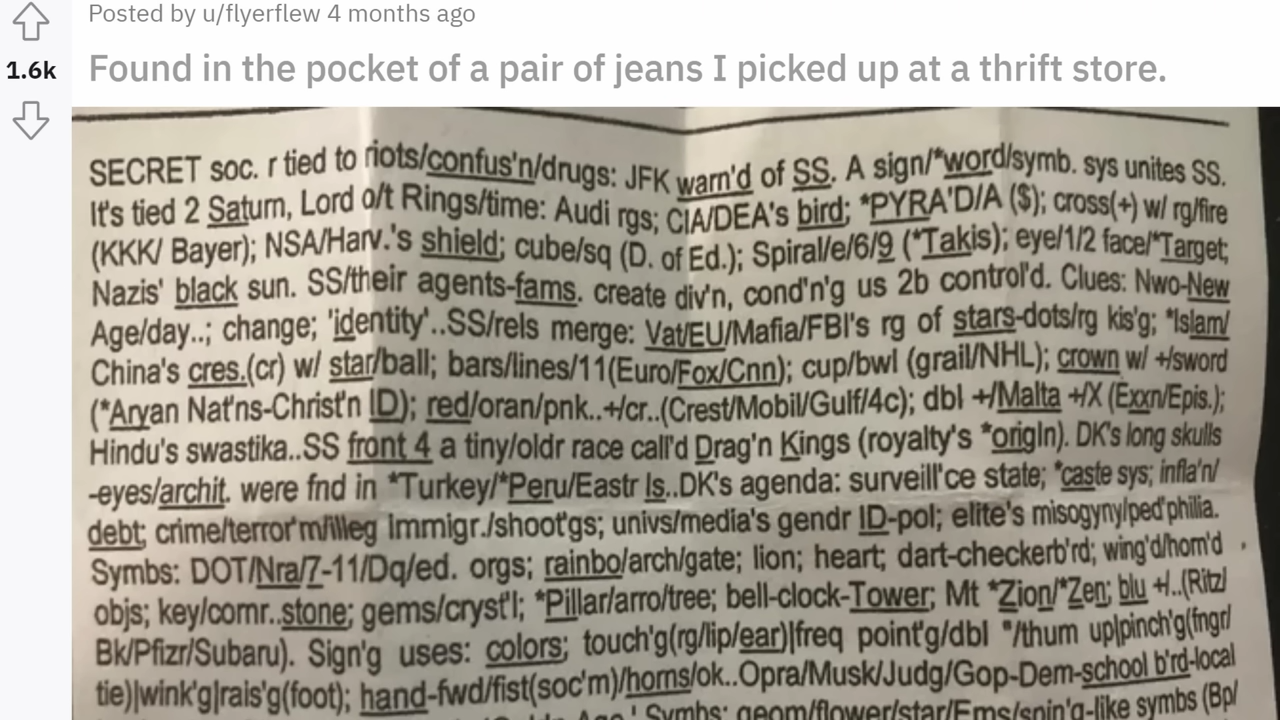 Posted by u/flyerflew 4 months ago
1.6k
Found in the pocket of a pair of jeans I picked up at a thrift store.
SECRET soc. r tied to riots/confus'n/drugs: JFK warn'd of SS. A sign/*word/symb. sys unites SS.
It's tied 2 Saturn, Lord o/t Rings/time: Audi rgs; CIA/DEA's bird; *PYRA'D/A ($); cross(+) w/ rg/fire
(KKK/ Bayer); NSA/Harv.'s shield; cube/sq (D. of Ed.); Spiral/e/6/9 (*Takis); eye/1/2 face/*Target;
Nazis' black sun. SS/their agents-fams. create div'n, cond'n'g us 2b control'd. Clues: Nwo-New
Age/day..; change; 'identity'..SS/rels merge: Vat/EU/Mafia/FBI's rg of stars-dots/rg kis'g; *Islam/
China's cres.(cr) w/ star/ball; bars/lines/11(Euro/Fox/Cnn); cup/bwl (grail/NHL); crown w/ +/sword
(*Aryan Nat'ns-Christ'n ID); red/oran/pnk..+/cr..(Crest/Mobil/Gulf/4c); dbl +/Malta +/X (Exxn/Epis.);
Hindu's swastika..SS front 4 a tiny/oldr race call'd Drag'n Kings (royalty's *origIn). DK's long skulls
-eyes/archit. were fnd in *Turkey/*Peru/Eastr Is..DK's agenda: surveill'ce state; *caste sys; infla'n/
debt; crime/terror'm/illeg Immigr./shoot'gs; univs/media's gendr ID-pol; elite's misogyny/ped'philia.
Symbs: DOT/Nra/7-11/Dq/ed. orgs; rainbo/arch/gate; lion; heart; dart-checkerb'rd; wing'd/horn'd
objs; key/cornr..stone; gems/cryst'l; *Pillar/arro/tree; bell-clock-Tower; Mt *Zion/*Zen; blu +/..(Ritz/
Bk/Pfizr/Subaru). Sign'g uses: colors; touch'g(rg/lip/ear)|freq point'g/dbl "/thum up|pinch'g(fngr/
tie)|wink'g|rais'g(foot); hand-fwd/fist(soc'm)/horns/ok..Opra/Musk/Judg/Gop-Dem-school b'rd-local
Symbs: geom/flower/star/Ems/spin'g-like symbs (Bp/